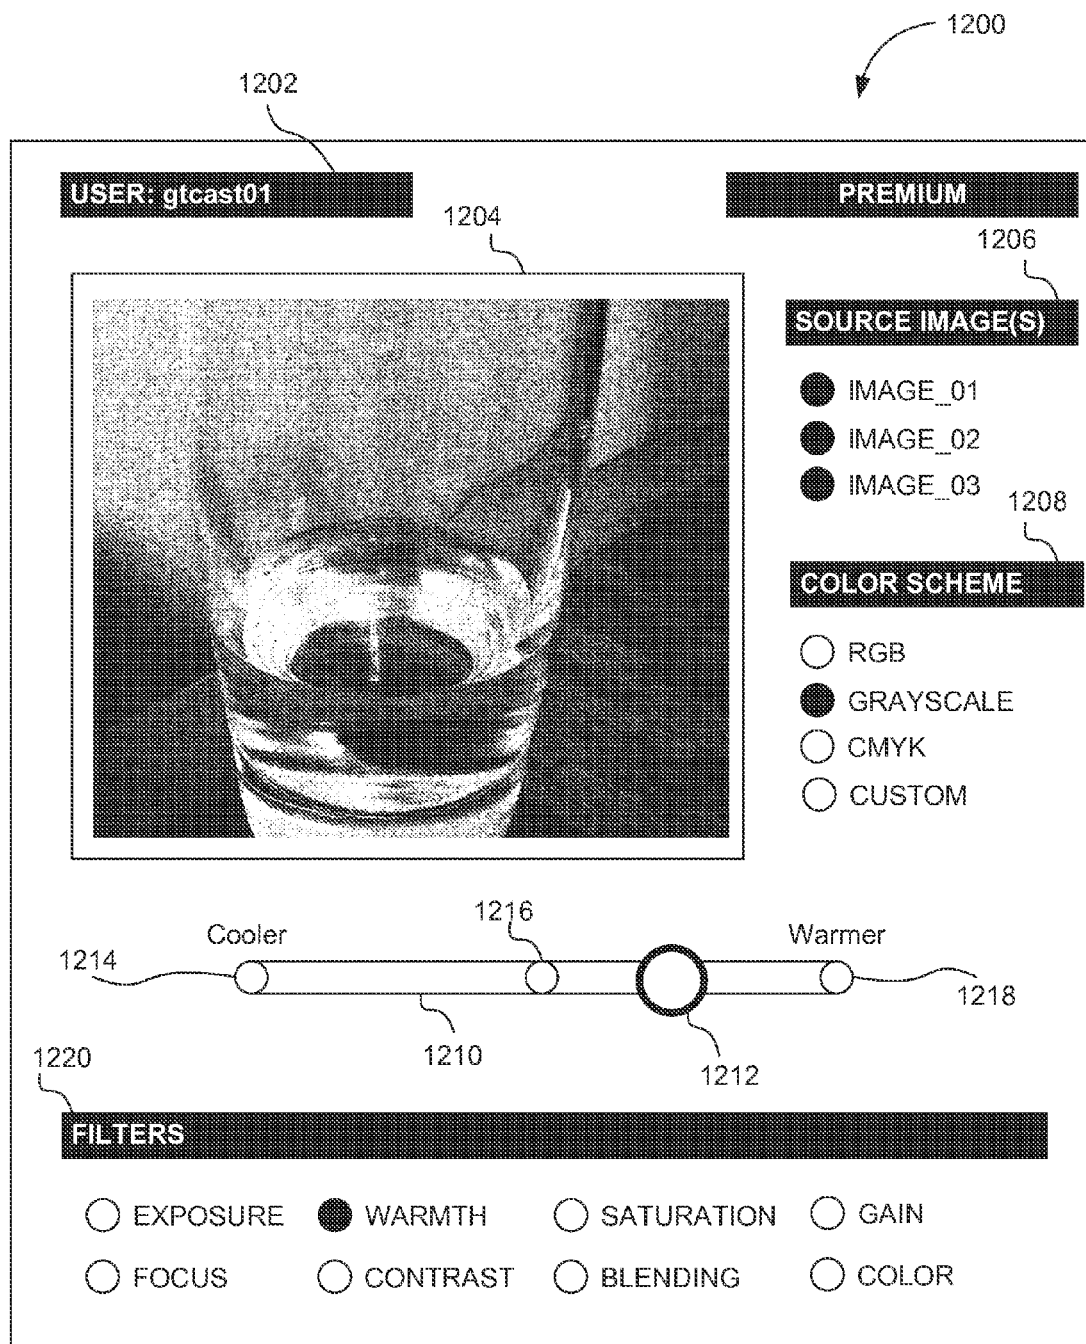 1200
1202
USER: gtcast01 PREMIUM
1204
1206
SOURCE IMAGE(S)
IMAGE_01
IMAGE_02
IMAGE_03
1208
COLOR SCHEME
RGB
GRAYSCALE
CMYK
CUSTOM
1216
Cooler Warmer
1214
1218
1210
1212
1220
FILTERS
EXPOSURE WARMTH SATURATION GAIN
FOCUS CONTRAST BLENDING COLOR